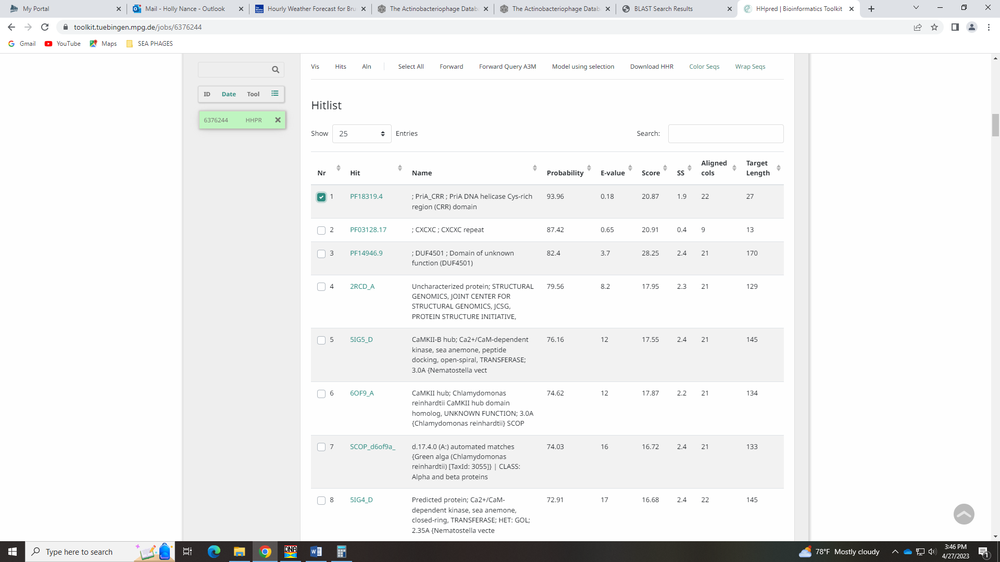 My Portal
Mail - Holly Nance - Outlook
Hourly Weather Forecast for Bru
The Actinobacteriophage Datab
The Actinobacteriophage Datab
BLAST Search Results
HHpred | Bioinformatics Toolkit
toolkit.tuebingen.mpg.de/jobs/6376244
Gmail
YouTube
Maps
SEA PHAGES
Vis
Hits
Aln
Select All
Forward
Forward Query A3M
Model using selection
Download HHR
Color Seqs
Wrap Seqs
ID
Date
Tool
6376244
HHPR
Hitlist
Show 25 Entries
Search:
Nr Hit Name Probability E-value Score SS Aligned cols Target Length
1 PF18319.4 ; PriA_CRR ; PriA DNA helicase Cys-rich 93.96 0.18 20.87 1.9 22 27
region (CRR) domain
2 PF03128.17 ; CXCXC ; CXCXC repeat 87.42 0.65 20.91 0.4 9 13
3 PF14946.9 ; DUF4501 ; Domain of unknown 82.4 3.7 28.25 2.4 21 170
function (DUF4501)
4 2RCD_A Uncharacterized protein; STRUCTURAL 79.56 8.2 17.95 2.3 21 129
GENOMICS, JOINT CENTER FOR
STRUCTURAL GENOMICS, JCSG,
PROTEIN STRUCTURE INITIATIVE,
5 5IG5_D CaMKII-B hub; Ca2+/CaM-dependent 76.16 12 17.55 2.4 21 145
kinase, sea anemone, peptide
docking, open-spiral, TRANSFERASE;
3.0A {Nematostella vect
6 6OF9_A CaMKII hub; Chlamydomonas 74.62 12 17.87 2.2 21 134
reinhardtii CaMKII hub domain
homolog, UNKNOWN FUNCTION; 3.0A
{Chlamydomonas reinhardtii} SCOP
7 SCOP_d6of9a_ d.17.4.0 (A:) automated matches 74.03 16 16.72 2.4 21 133
{Green alga (Chlamydomonas
reinhardtii) [TaxId: 3055]} | CLASS:
Alpha and beta proteins
8 5IG4_D Predicted protein; Ca2+/CaM- 72.91 17 16.68 2.4 22 145
dependent kinase, sea anemone,
closed-ring, TRANSFERASE; HET: GOL;
2.35A {Nematostella vecte
Type here to search
DNA
78°F Mostly cloudy
3:46 PM
4/27/2023
1